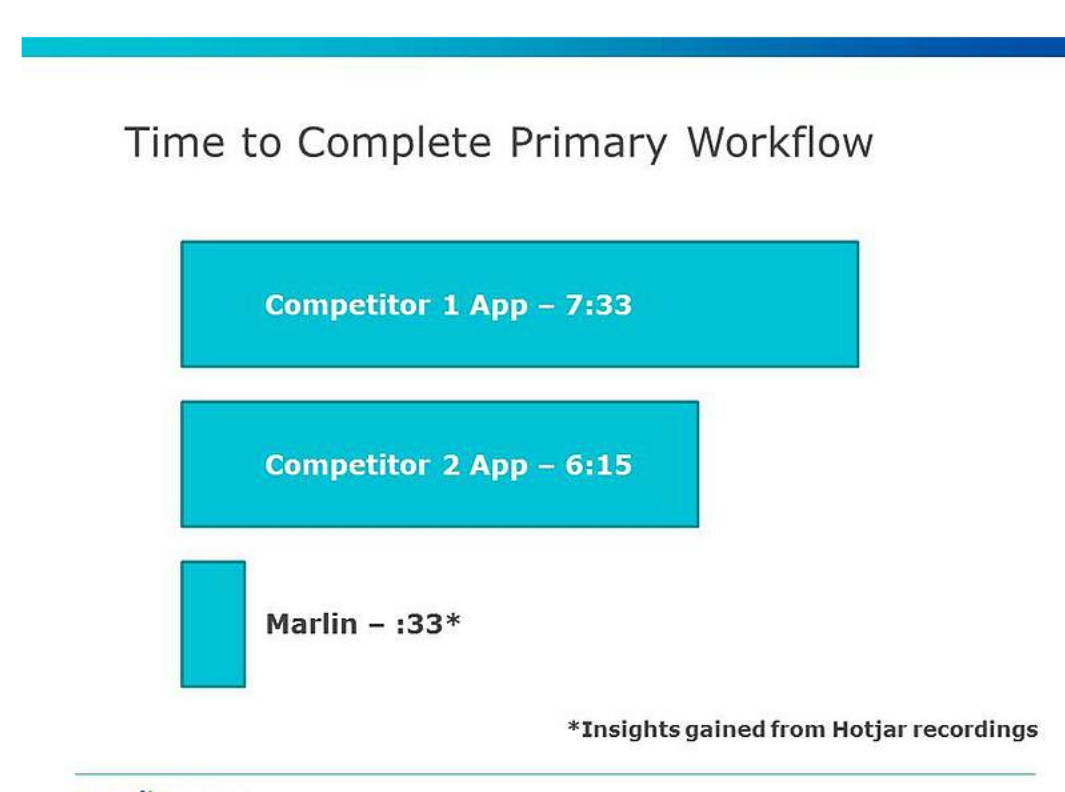 Time to Complete Primary Workflow
Competitor 1 App – 7:33
Competitor 2 App – 6:15
Marlin – :33*
*Insights gained from Hotjar recordings